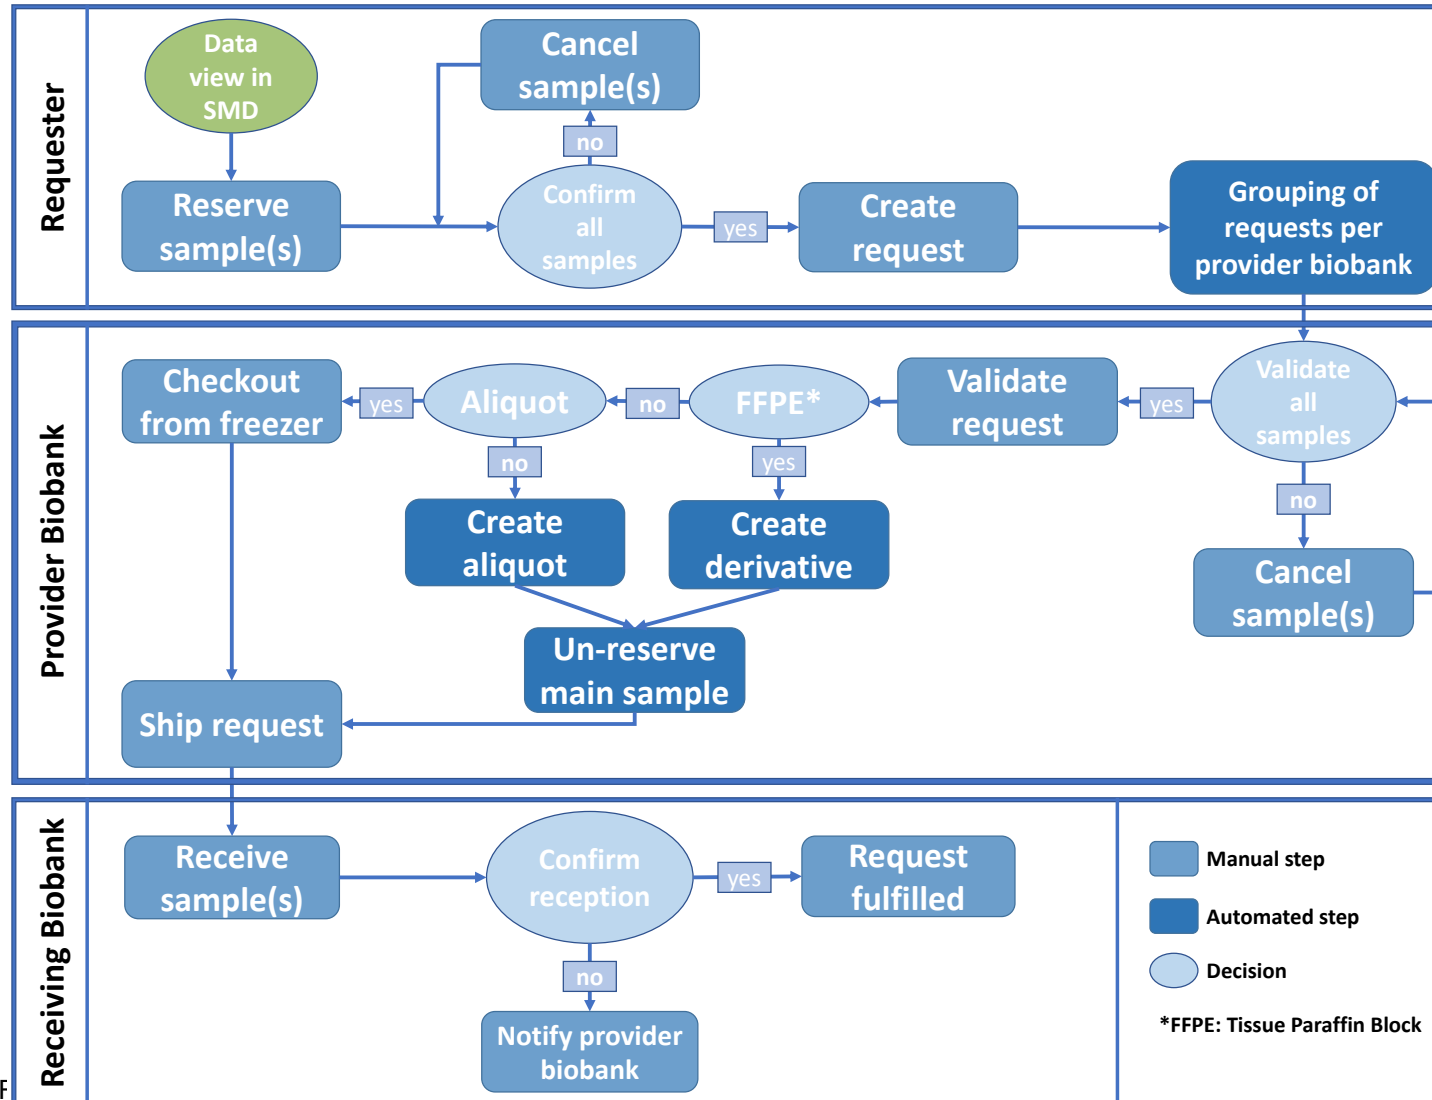 Requester
Data
view in
SMD
Cancel
sample(s)
no
Reserve
sample(s)
Confirm
all
samples
yes
Create
request
Grouping of
requests per
provider biobank
Provider Biobank
Checkout
from freezer
yes
Aliquot
no
FFPE*
Validate
request
yes
Validate
all
samples
no
yes
no
Create
aliquot
Create
derivative
Cancel
sample(s)
Un-reserve
main sample
Ship request
Receiving Biobank
Receive
sample(s)
Confirm
reception
yes
Request
fulfilled
no
Notify provider
biobank
Manual step
Automated step
Decision
*FFPE: Tissue Paraffin Block
F